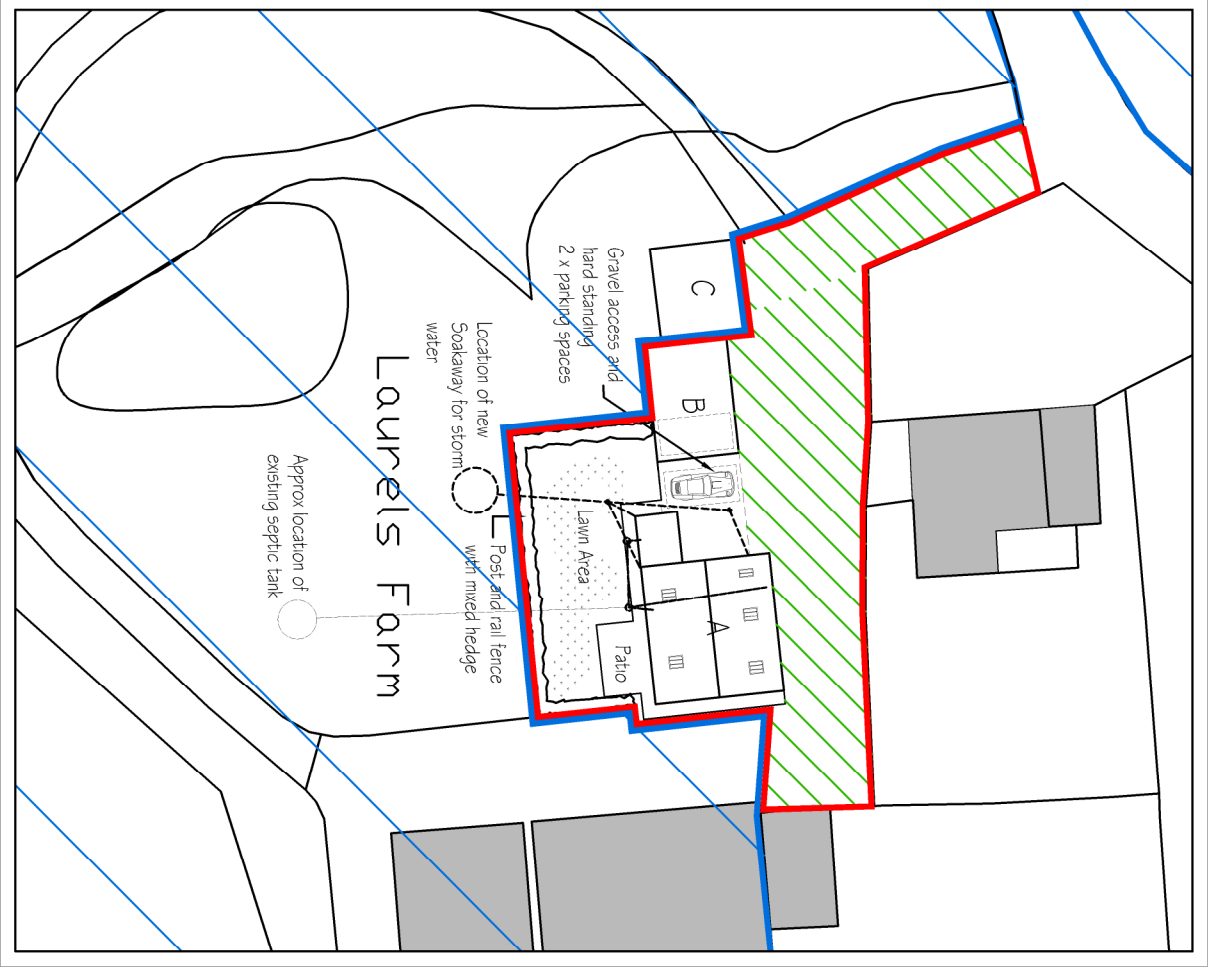 Gravel access and
hard standing
2 x parking spaces
C
B
A
Location of new
Soakaway for storm
water
Laurels Farm
Lawn Area
Patio
Post and rail fence
with mixed hedge
Approx location of
existing septic tank